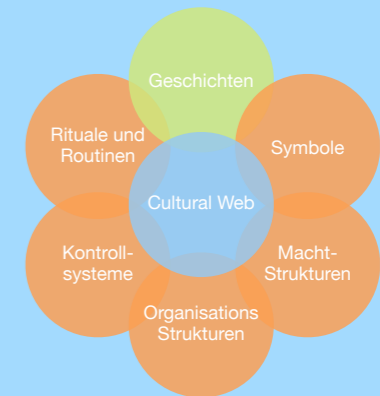 Geschichten
Rituale und
Routinen
Symbole
Cultural Web
Kontroll-
systeme
Macht-
Strukturen
Organisations
Strukturen